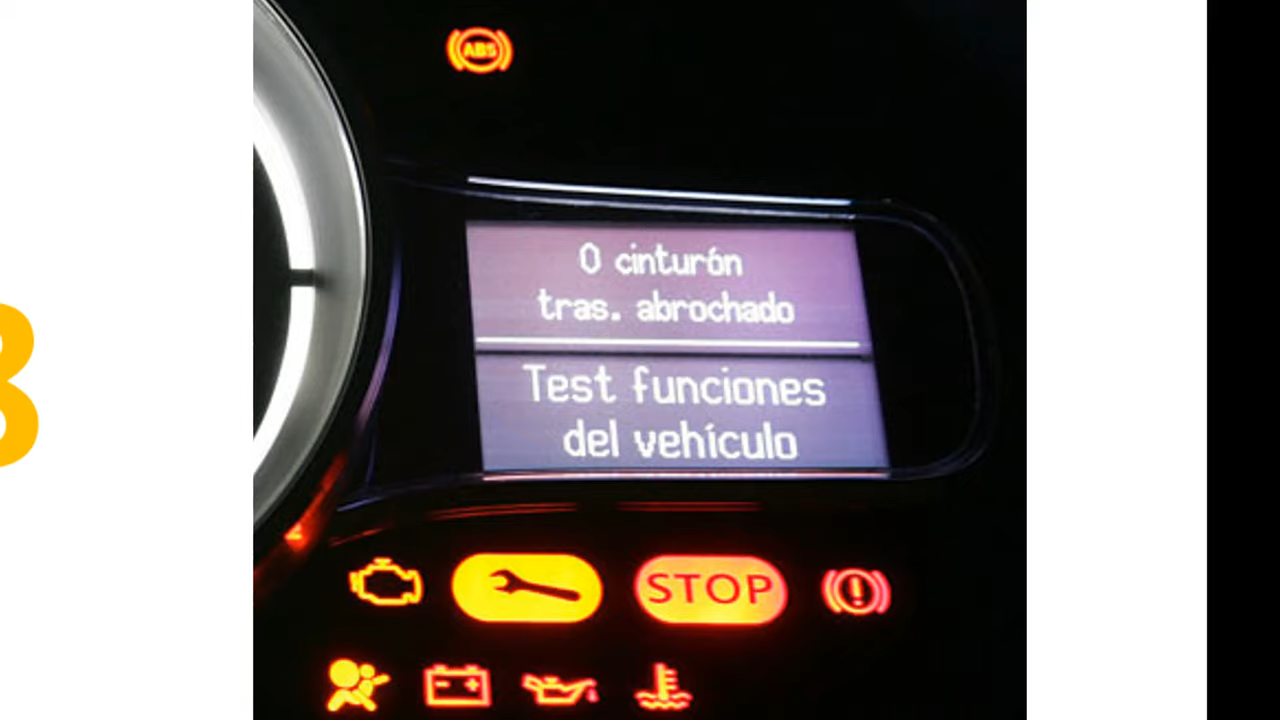 ABS
0 cinturón
tras. abrochado
Test funciones
del vehículo
STOP